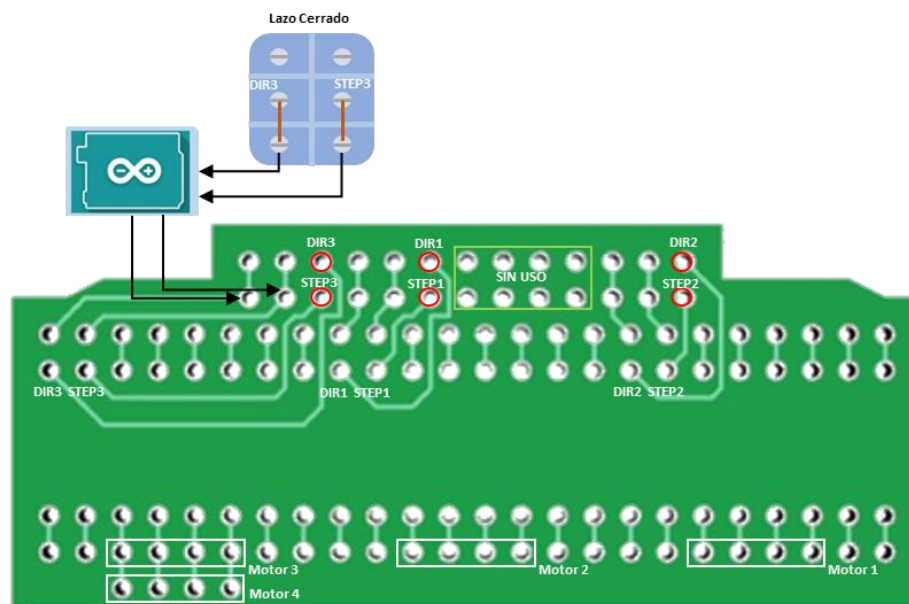 Lazo Cerrado
DIR3 STEP3
DIR3 DIR1 DIR2
SIN USO
STEP3 STEP1 STEP2
DIR3 STEP3 DIR1 STEP1 DIR2 STEP2
Motor 3 Motor 2 Motor 1
Motor 4